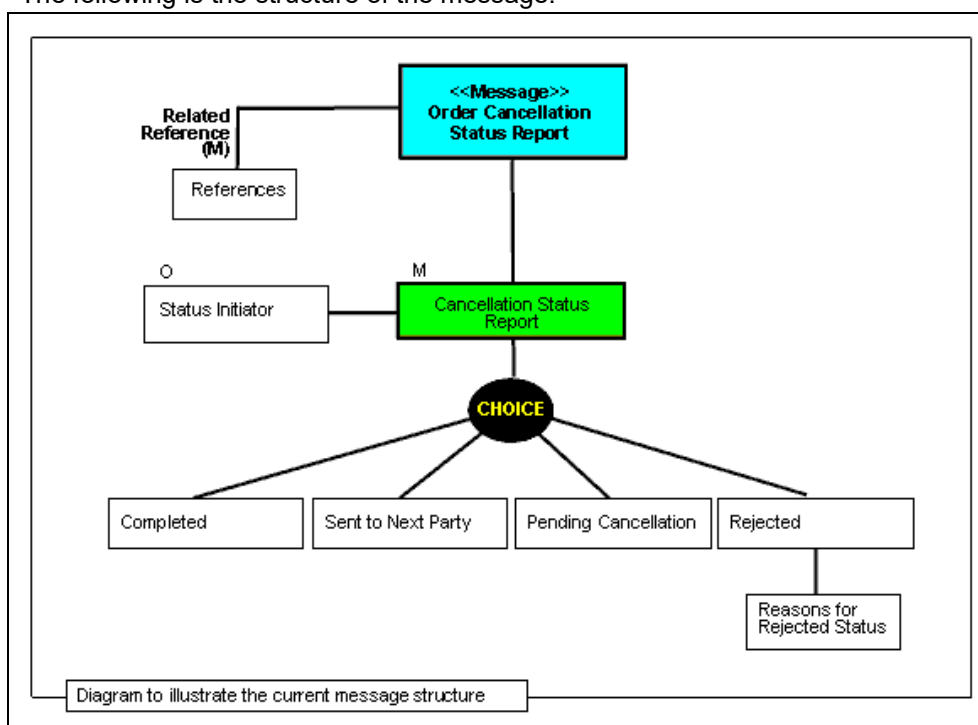 The following is the structure of the message:
<<Message>>
Order Cancellation
Status Report
Related
Reference
(M)
References
O
M
Status Initiator
Cancellation Status
Report
CHOICE
Completed
Sent to Next Party
Pending Cancellation
Rejected
Reasons for
Rejected Status
Diagram to illustrate the current message structure